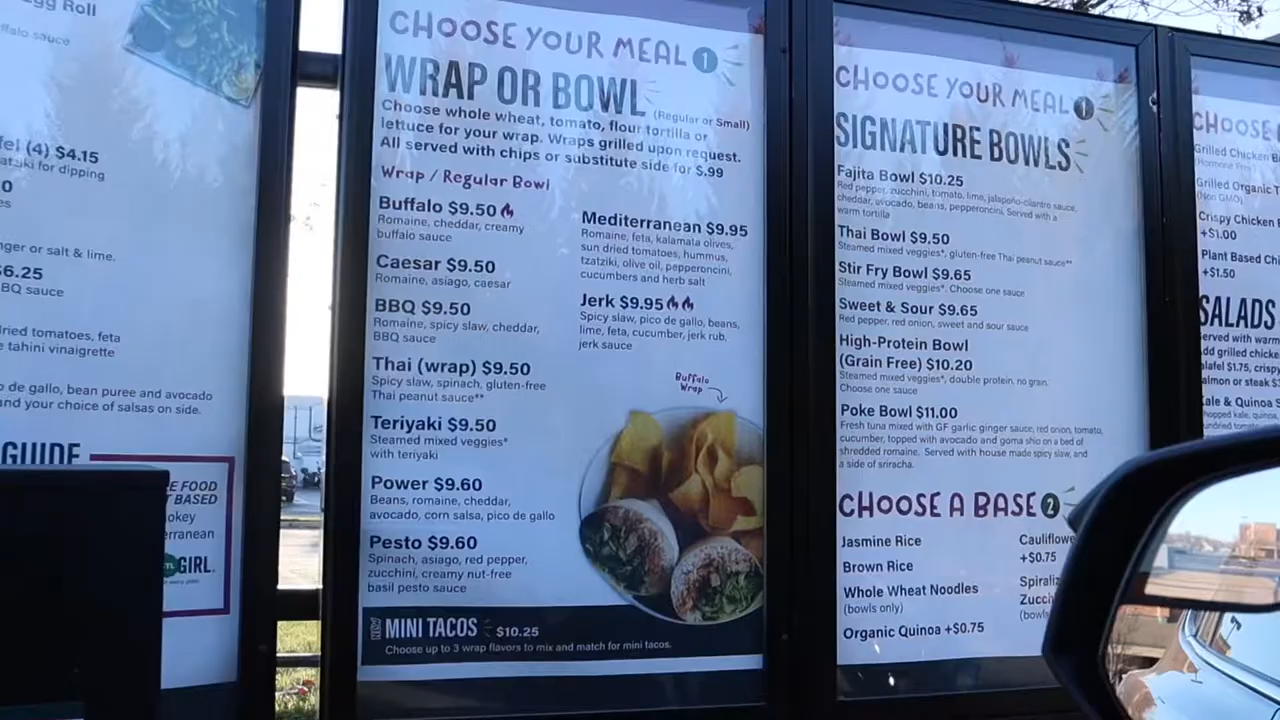 gg Roll
ffalo sauce
fel (4) $4.15
atziki for dipping
0
es
nger or salt & lime.
$6.25
BQ sauce
dried tomatoes, feta
e tahini vinaigrette
o de gallo, bean puree and avocado
and your choice of salsas on side.
GUIDE
E FOOD
T BASED
okey
erranean
GIRL
CHOOSE YOUR MEAL 1
WRAP OR BOWL (Regular or Small)
Choose whole wheat, tomato, flour tortilla or
lettuce for your wrap. Wraps grilled upon request.
All served with chips or substitute side for $.99
Wrap / Regular Bowl
Buffalo $9.50
Romaine, cheddar, creamy
buffalo sauce
Caesar $9.50
Romaine, asiago, caesar
BBQ $9.50
Romaine, spicy slaw, cheddar,
BBQ sauce
Thai (wrap) $9.50
Spicy slaw, spinach, gluten-free
Thai peanut sauce**
Teriyaki $9.50
Steamed mixed veggies*
with teriyaki
Power $9.60
Beans, romaine, cheddar,
avocado, corn salsa, pico de gallo
Pesto $9.60
Spinach, asiago, red pepper,
zucchini, creamy nut-free
basil pesto sauce
Mediterranean $9.95
Romaine, feta, kalamata olives,
sun dried tomatoes, hummus,
tzatziki, olive oil, pepperoncini,
cucumbers and herb salt
Jerk $9.95
Spicy slaw, pico de gallo, beans,
lime, feta, cucumber, jerk rub,
jerk sauce
Buffalo
Wrap
NEW MINI TACOS $10.25
Choose up to 3 wrap flavors to mix and match for mini tacos.
CHOOSE YOUR MEAL 1
SIGNATURE BOWLS
Fajita Bowl $10.25
Red pepper, zucchini, tomato, lime, jalapeño-cilantro sauce,
cheddar, avocado, beans, pepperoncini, Served with a
warm tortilla
Thai Bowl $9.50
Steamed mixed veggies*, gluten-free Thai peanut sauce**
Stir Fry Bowl $9.65
Steamed mixed veggies*. Choose one sauce
Sweet & Sour $9.65
Red pepper, red onion, sweet and sour sauce
High-Protein Bowl
(Grain Free) $10.20
Steamed mixed veggies*, double protein, no grain.
Choose one sauce
Poke Bowl $11.00
Fresh tuna mixed with GF garlic ginger sauce, red onion, tomato,
cucumber, topped with avocado and goma shio on a bed of
shredded romaine. Served with house made spicy slaw, and
a side of sriracha.
CHOOSE A BASE 2
Jasmine Rice
Brown Rice
Whole Wheat Noodles
(bowls only)
Organic Quinoa +$0.75
Cauliflowe
+$0.75
Spiraliz
Zucch
(bowls
CHOOSE
Grilled Chicken B
(Hormone Free)
Grilled Organic T
(Non GMO)
Crispy Chicken
+$1.00
Plant Based Chi
+$1.50
SALADS
Served with warm
Add grilled chicke
alafel $1.75, crispy
almon or steak $
Kale & Quinoa S
hopped kale, quinoa,
undried tomato